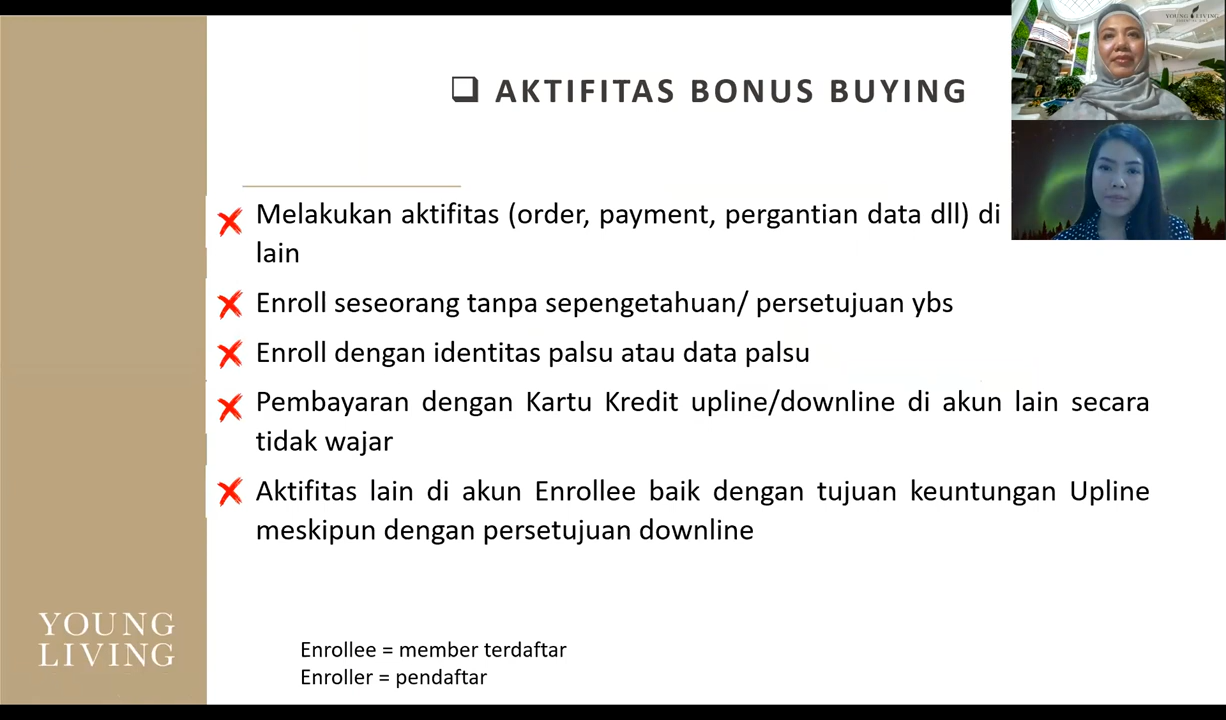 AKTIFITAS BONUS BUYING
Melakukan aktifitas (order, payment, pergantian data dll) di
lain
Enroll seseorang tanpa sepengetahuan/ persetujuan ybs
Enroll dengan identitas palsu atau data palsu
Pembayaran dengan Kartu Kredit upline/downline di akun lain secara
tidak wajar
Aktifitas lain di akun Enrollee baik dengan tujuan keuntungan Upline
meskipun dengan persetujuan downline
YOUNG
LIVING
Enrollee = member terdaftar
Enroller = pendaftar
YOUNG LIVING